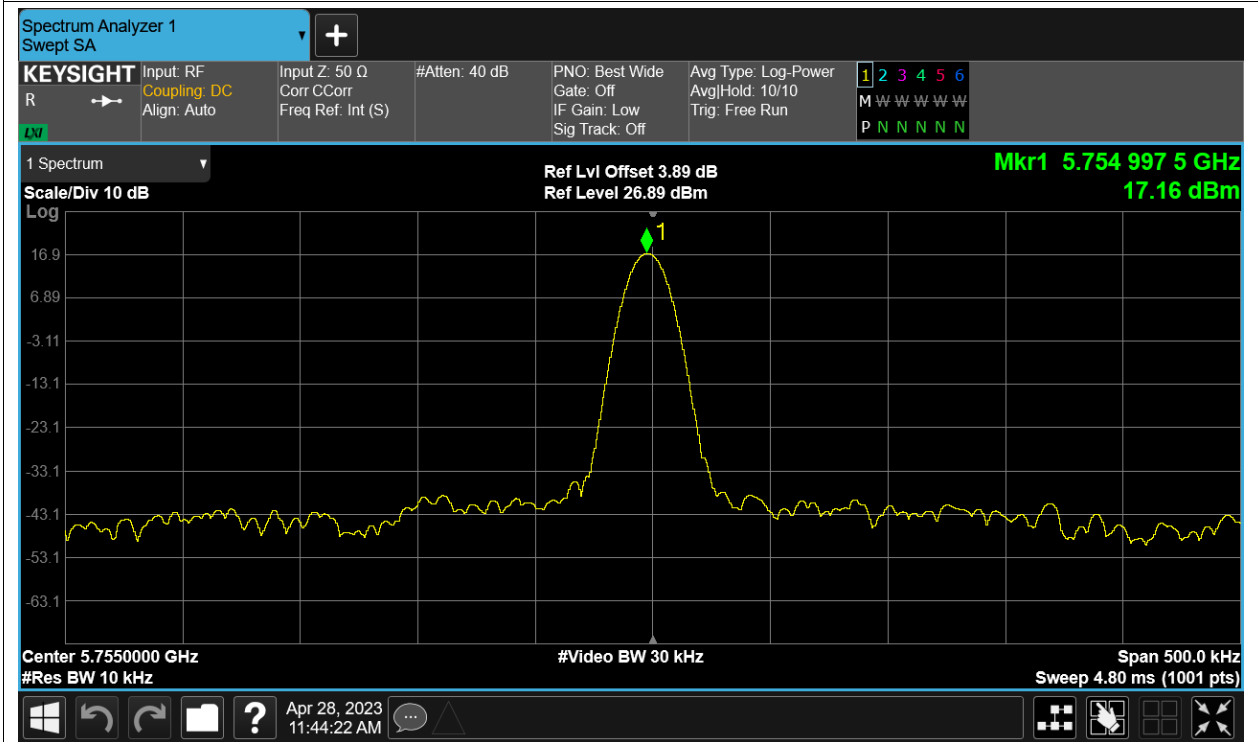 Spectrum Analyzer 1
Swept SA
+
KEYSIGHT
R
LXI
Input: RF
Coupling: DC
Align: Auto
Input Z: 50 Ω
Corr CCorr
Freq Ref: Int (S)
#Atten: 40 dB
PNO: Best Wide
Gate: Off
IF Gain: Low
Sig Track: Off
Avg Type: Log-Power
Avg|Hold: 10/10
Trig: Free Run
1 2 3 4 5 6
M W W W W W
P N N N N N
1 Spectrum
Scale/Div 10 dB
Log
Ref Lvl Offset 3.89 dB
Ref Level 26.89 dBm
Mkr1 5.754 997 5 GHz
17.16 dBm
1
16.9
6.89
-3.11
-13.1
-23.1
-33.1
-43.1
-53.1
-63.1
Center 5.7550000 GHz
#Res BW 10 kHz
#Video BW 30 kHz
Span 500.0 kHz
Sweep 4.80 ms (1001 pts)
?
Apr 28, 2023
11:44:22 AM